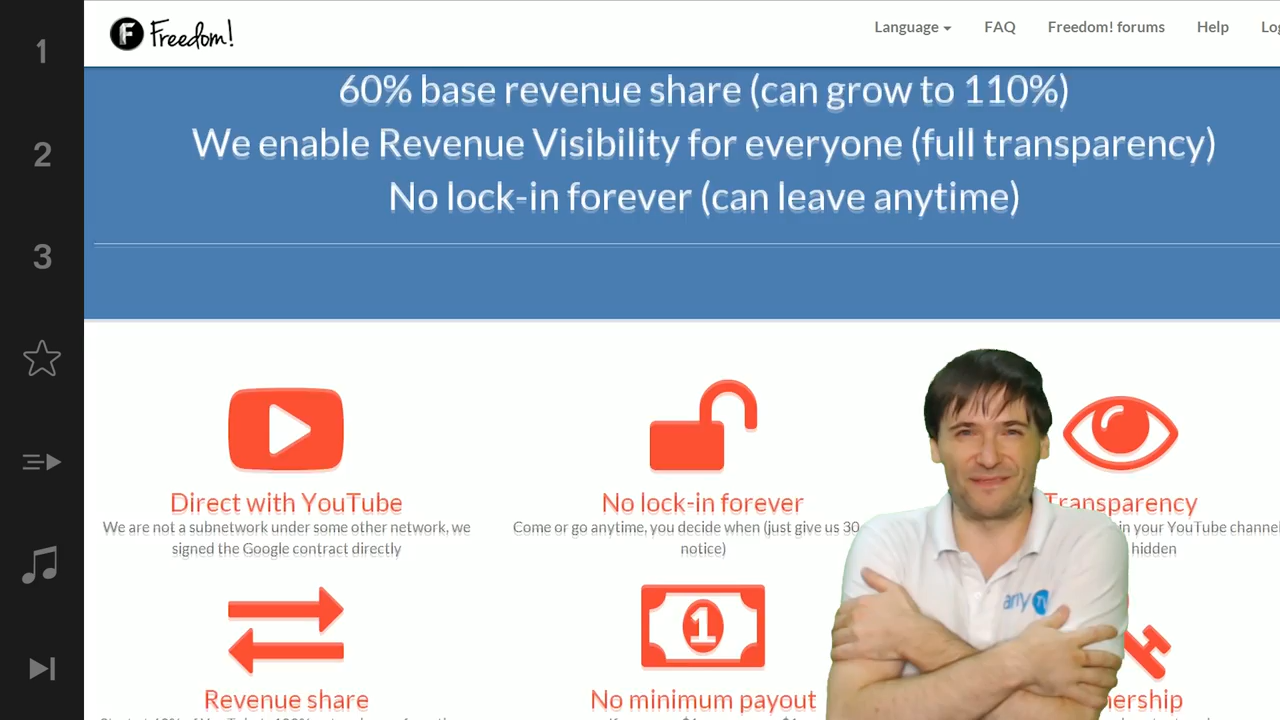 1
2
3
F Freedom!
Language
FAQ
Freedom! forums
Help
60% base revenue share (can grow to 110%)
We enable Revenue Visibility for everyone (full transparency)
No lock-in forever (can leave anytime)
Direct with YouTube
We are not a subnetwork under some other network, we
signed the Google contract directly
No lock-in forever
Come or go anytime, you decide when (just give us 30
notice)
Transparency
in your YouTube channel
hidden
any TV
1
Revenue share
No minimum payout